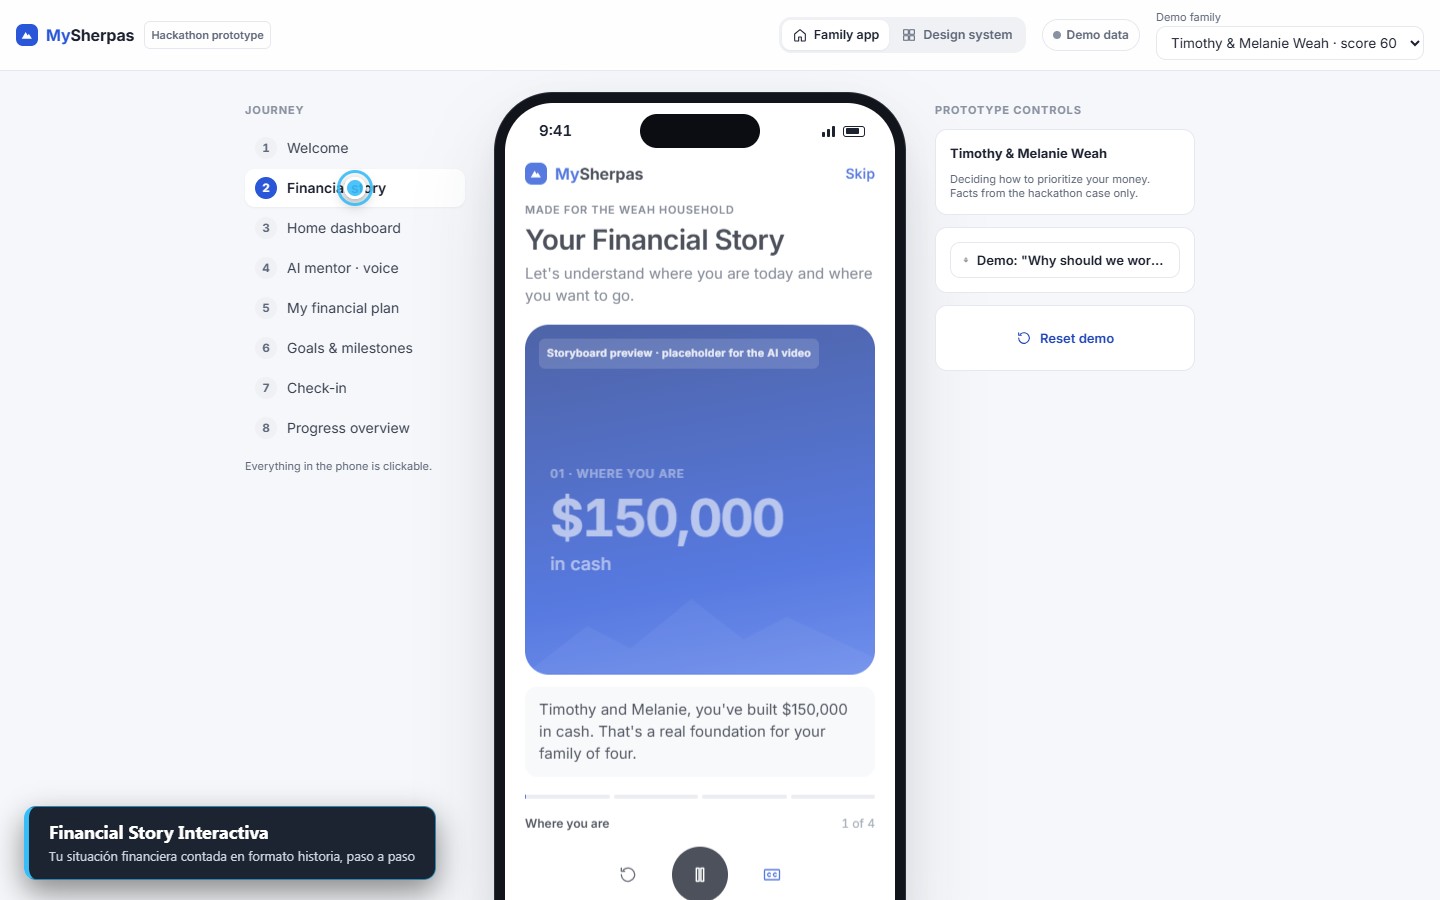 MySherpas
Hackathon prototype
Family app
Design system
Demo data
Demo family
Timothy & Melanie Weah · score 60
JOURNEY
1 Welcome
2 Financial Story
3 Home dashboard
4 AI mentor · voice
5 My financial plan
6 Goals & milestones
7 Check-in
8 Progress overview
Everything in the phone is clickable.
9:41
MySherpas
Skip
MADE FOR THE WEAH HOUSEHOLD
Your Financial Story
Let's understand where you are today and where
you want to go.
Storyboard preview · placeholder for the AI video
01 · WHERE YOU ARE
$150,000
in cash
Timothy and Melanie, you've built $150,000
in cash. That's a real foundation for your
family of four.
Where you are
1 of 4
CC
PROTOTYPE CONTROLS
Timothy & Melanie Weah
Deciding how to prioritize your money.
Facts from the hackathon case only.
Demo: "Why should we wor...
Reset demo
Financial Story Interactiva
Tu situación financiera contada en formato historia, paso a paso